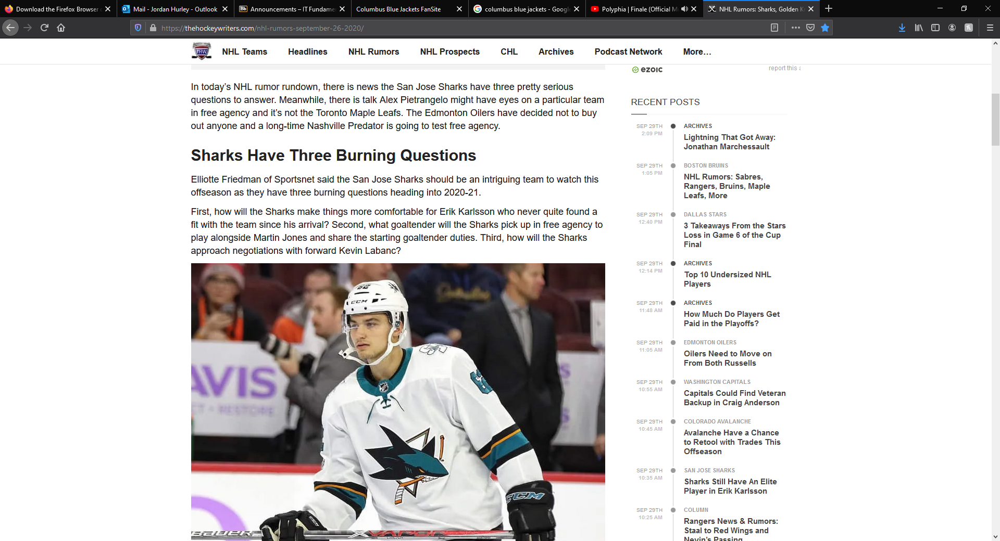 Download the Firefox Browser
Mail - Jordan Hurley - Outlook
Bb Announcements – IT Fundame
Columbus Blue Jackets FanSite
columbus blue jackets - Googl
Polyphia | Finale (Official M
NHL Rumors: Sharks, Golden K
https://thehockeywriters.com/nhl-rumors-september-26-2020/
THW
NHL Teams
Headlines
NHL Rumors
NHL Prospects
CHL
Archives
Podcast Network
More…
In today’s NHL rumor rundown, there is news the San Jose Sharks have three pretty serious
questions to answer. Meanwhile, there is talk Alex Pietrangelo might have eyes on a particular team
in free agency and it’s not the Toronto Maple Leafs. The Edmonton Oilers have decided not to buy
out anyone and a long-time Nashville Predator is going to test free agency.
Sharks Have Three Burning Questions
Elliotte Friedman of Sportsnet said the San Jose Sharks should be an intriguing team to watch this
offseason as they have three burning questions heading into 2020-21.
First, how will the Sharks make things more comfortable for Erik Karlsson who never quite found a
fit with the team since his arrival? Second, what goaltender will the Sharks pick up in free agency to
play alongside Martin Jones and share the starting goaltender duties. Third, how will the Sharks
approach negotiations with forward Kevin Labanc?
62
CCM
AVIS
CT • RESTORE
CCM
BAUER
VAPOR
ezoic
report this a
RECENT POSTS
SEP 29TH
2:09 PM
ARCHIVES
Lightning That Got Away:
Jonathan Marchessault
SEP 29TH
1:05 PM
BOSTON BRUINS
NHL Rumors: Sabres,
Rangers, Bruins, Maple
Leafs, More
SEP 29TH
12:40 PM
DALLAS STARS
3 Takeaways From the Stars
Loss in Game 6 of the Cup
Final
SEP 29TH
12:14 PM
ARCHIVES
Top 10 Undersized NHL
Players
SEP 29TH
11:48 AM
ARCHIVES
How Much Do Players Get
Paid in the Playoffs?
SEP 29TH
11:05 AM
EDMONTON OILERS
Oilers Need to Move on
From Both Russells
SEP 29TH
10:55 AM
WASHINGTON CAPITALS
Capitals Could Find Veteran
Backup in Craig Anderson
SEP 29TH
10:45 AM
COLORADO AVALANCHE
Avalanche Have a Chance
to Retool with Trades This
Offseason
SEP 29TH
10:35 AM
SAN JOSE SHARKS
Sharks Still Have An Elite
Player in Erik Karlsson
SEP 29TH
10:25 AM
COLUMN
Rangers News & Rumors:
Staal to Red Wings and
Nevin’s Passing